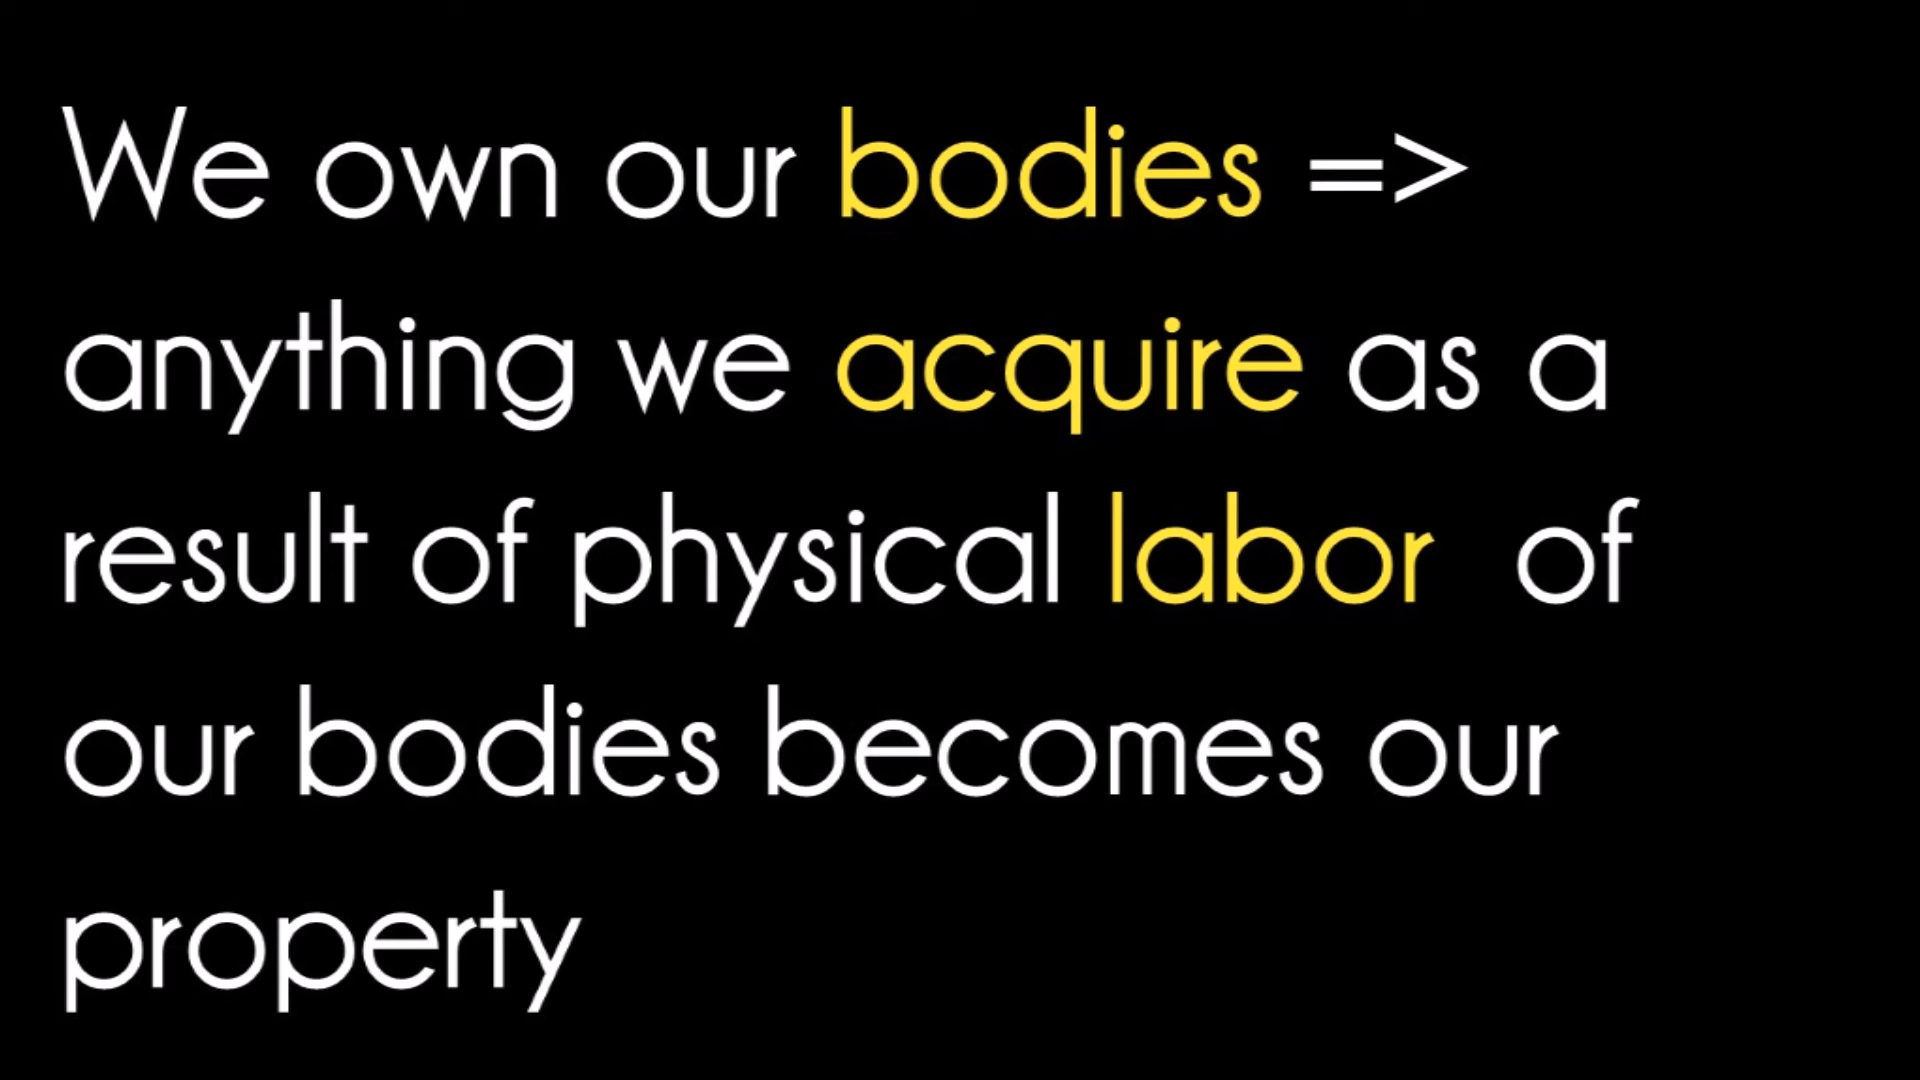 We own our bodies =>
anything we acquire as a
result of physical labor  of
our bodies becomes our
property